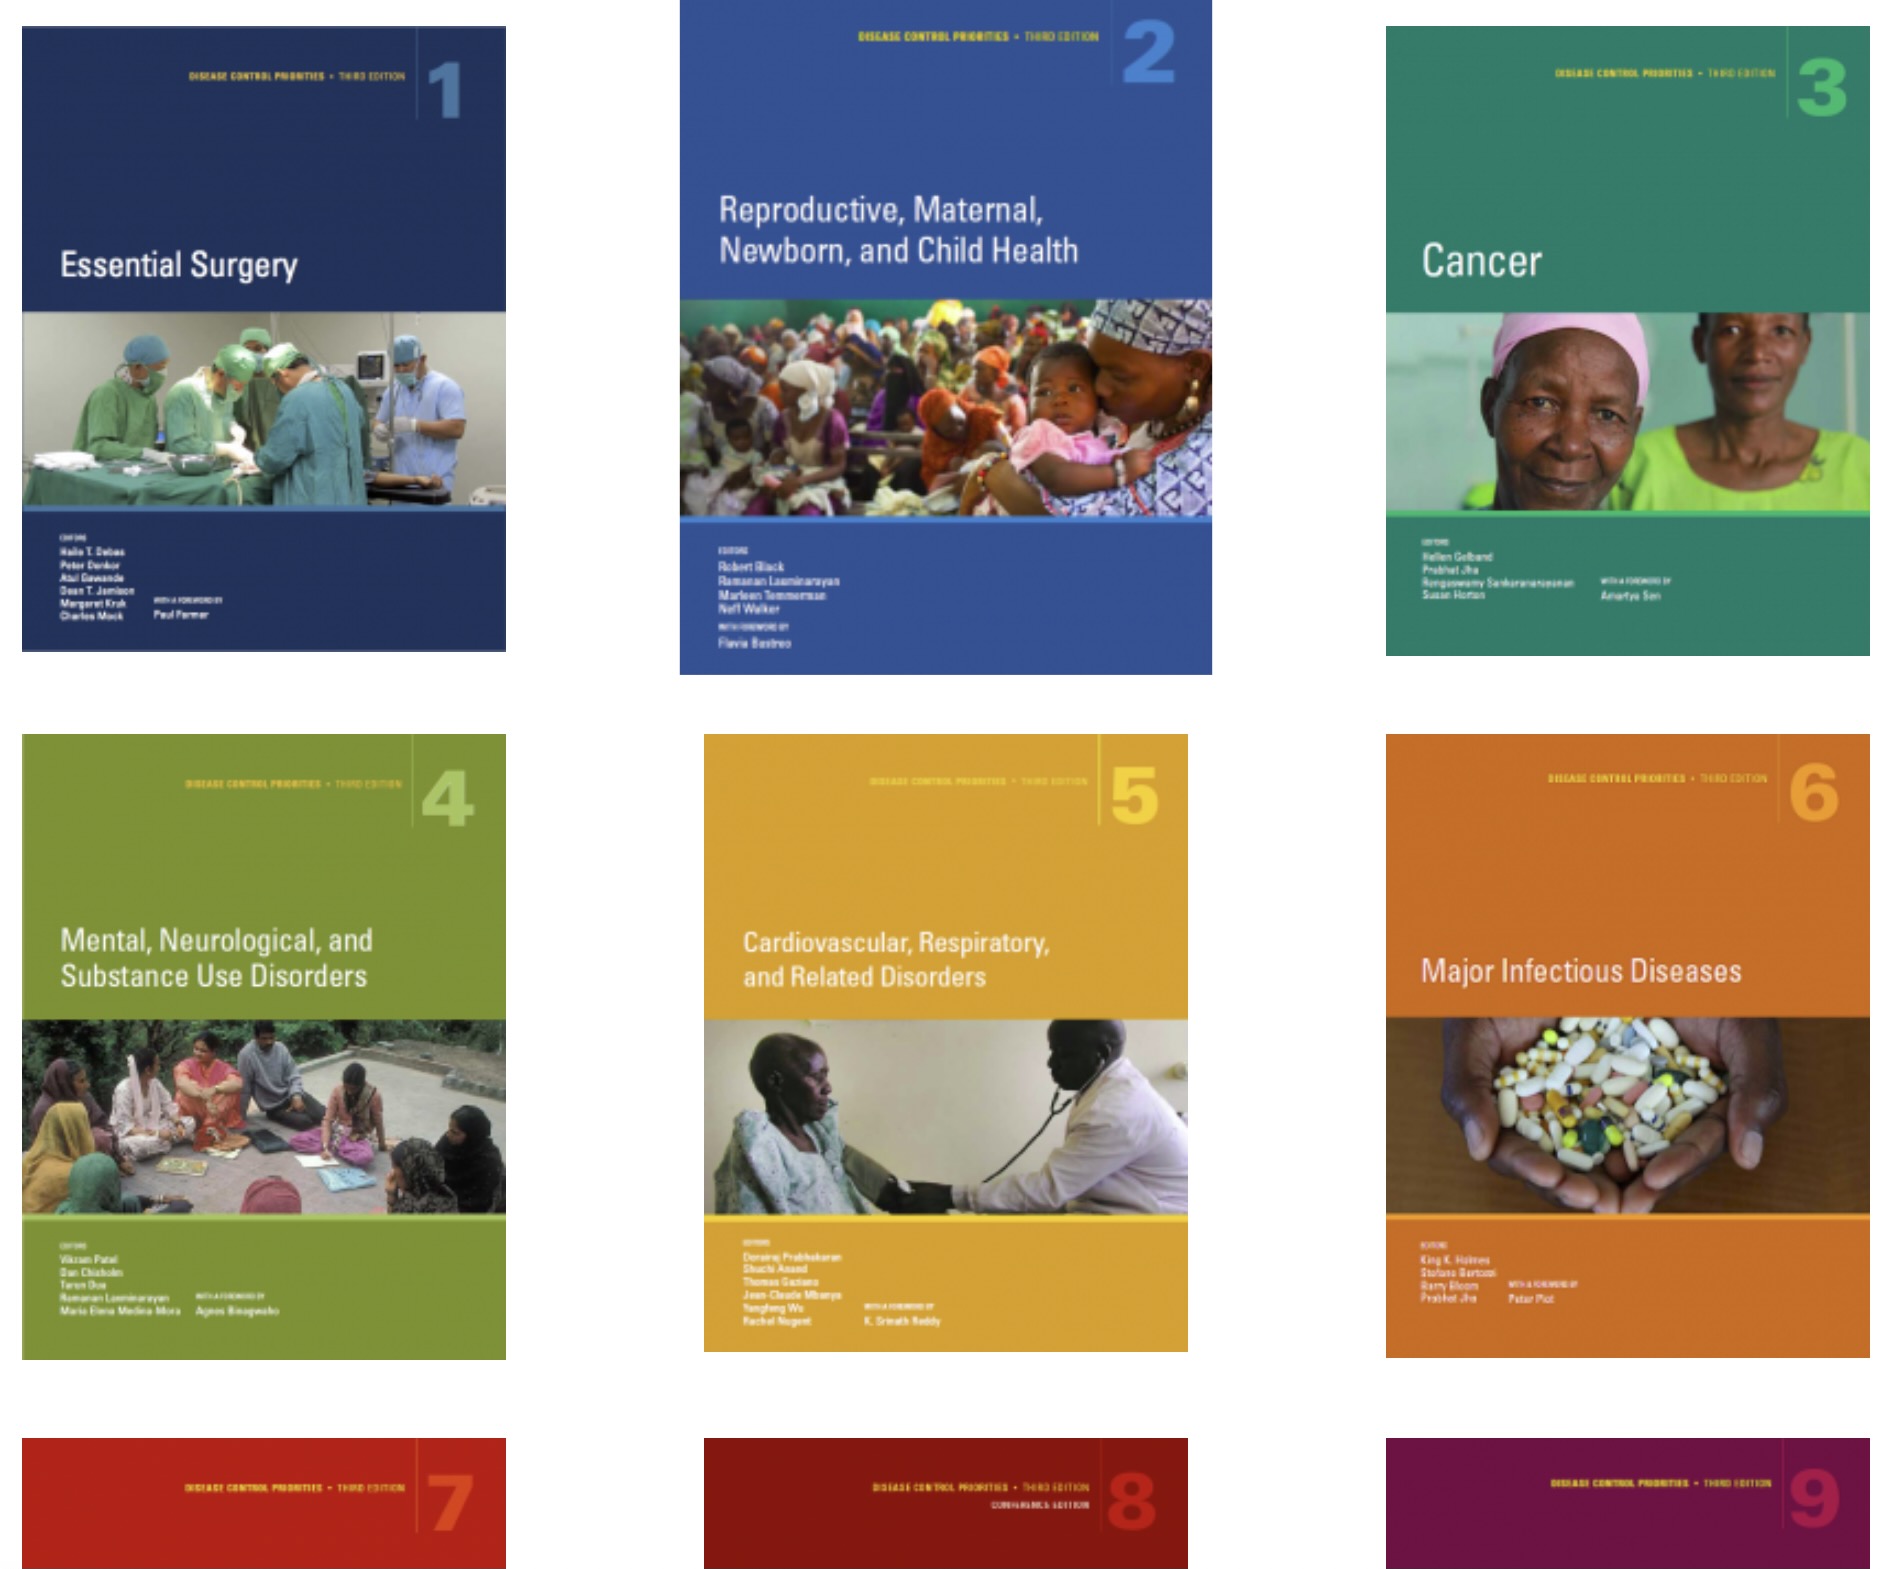 DISEASE CONTROL PRIORITIES • THIRD EDITION
1
Essential Surgery
EDITORS
Haile T. Debas
Peter Donkor
Atul Gawande
Dean T. Jamison
Margaret Kruk
Charles Mock
WITH A FOREWORD BY
Paul Farmer
DISEASE CONTROL PRIORITIES • THIRD EDITION
2
Reproductive, Maternal,
Newborn, and Child Health
EDITORS
Robert Black
Ramanan Laxminarayan
Marleen Temmerman
Neff Walker
WITH A FOREWORD BY
Flavia Bustreo
DISEASE CONTROL PRIORITIES • THIRD EDITION
3
Cancer
EDITORS
Hellen Gelband
Prabhat Jha
Rengaswamy Sankaranarayanan
Susan Horton
WITH A FOREWORD BY
Amartya Sen
DISEASE CONTROL PRIORITIES • THIRD EDITION
4
Mental, Neurological, and
Substance Use Disorders
EDITORS
Vikram Patel
Dan Chisholm
Tarun Dua
Ramanan Laxminarayan
Maria Elena Medina-Mora
WITH A FOREWORD BY
Agnes Binagwaho
DISEASE CONTROL PRIORITIES • THIRD EDITION
5
Cardiovascular, Respiratory,
and Related Disorders
EDITORS
Dorairaj Prabhakaran
Shuchi Anand
Thomas Gaziano
Jean-Claude Mbanya
Yangfeng Wu
Rachel Nugent
WITH A FOREWORD BY
K. Srinath Reddy
DISEASE CONTROL PRIORITIES • THIRD EDITION
6
Major Infectious Diseases
EDITORS
King K. Holmes
Stefano Bertozzi
Barry Bloom
Prabhat Jha
WITH A FOREWORD BY
Peter Piot
DISEASE CONTROL PRIORITIES • THIRD EDITION
7
DISEASE CONTROL PRIORITIES • THIRD EDITION
CONFERENCE EDITION
8
DISEASE CONTROL PRIORITIES • THIRD EDITION
9